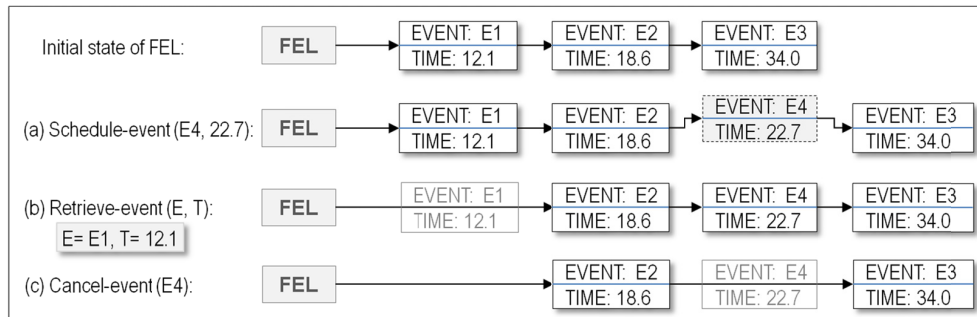 Initial state of FEL:
FEL
EVENT: E1
TIME: 12.1
EVENT: E2
TIME: 18.6
EVENT: E3
TIME: 34.0
(a) Schedule-event (E4, 22.7):
FEL
EVENT: E1
TIME: 12.1
EVENT: E2
TIME: 18.6
EVENT: E4
TIME: 22.7
EVENT: E3
TIME: 34.0
(b) Retrieve-event (E, T):
E= E1, T= 12.1
FEL
EVENT: E1
TIME: 12.1
EVENT: E2
TIME: 18.6
EVENT: E4
TIME: 22.7
EVENT: E3
TIME: 34.0
(c) Cancel-event (E4):
FEL
EVENT: E2
TIME: 18.6
EVENT: E4
TIME: 22.7
EVENT: E3
TIME: 34.0